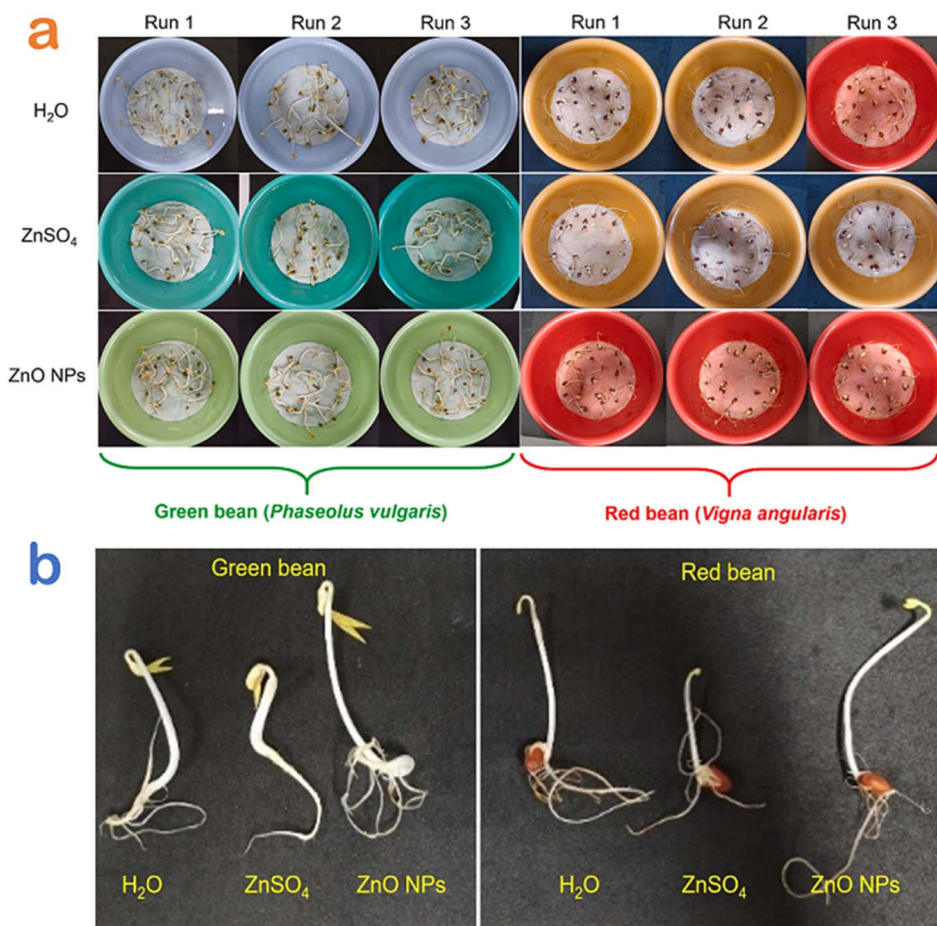 a
Run 1 Run 2 Run 3 Run 1 Run 2 Run 3
H₂O
ZnSO₄
ZnO NPs
Green bean (Phaseolus vulgaris) Red bean (Vigna angularis)
b
Green bean Red bean
H₂O ZnSO₄ ZnO NPs H₂O ZnSO₄ ZnO NPs